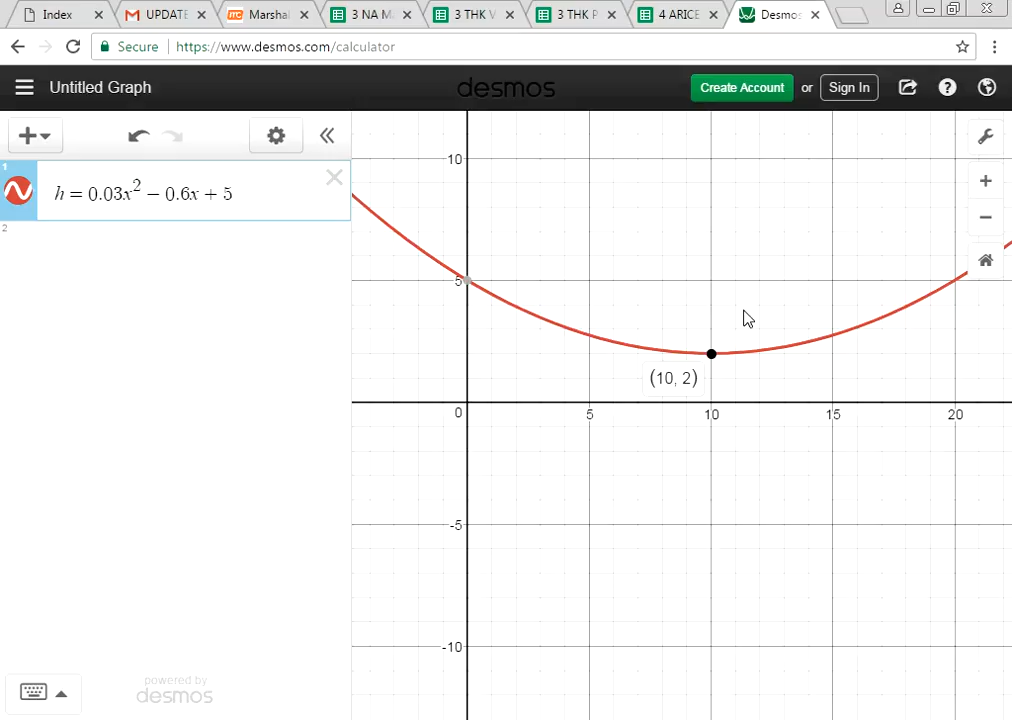 Index
UPDATE
Marshal
3 NA M
3 THK V
3 THK P
4 ARICE
Desmos
Secure
https://www.desmos.com/calculator
Untitled Graph
desmos
Create Account
or
Sign In
1
h = 0.03x² − 0.6x + 5
2
10
5
(10, 2)
0
5
10
15
20
-5
-10
powered by
desmos